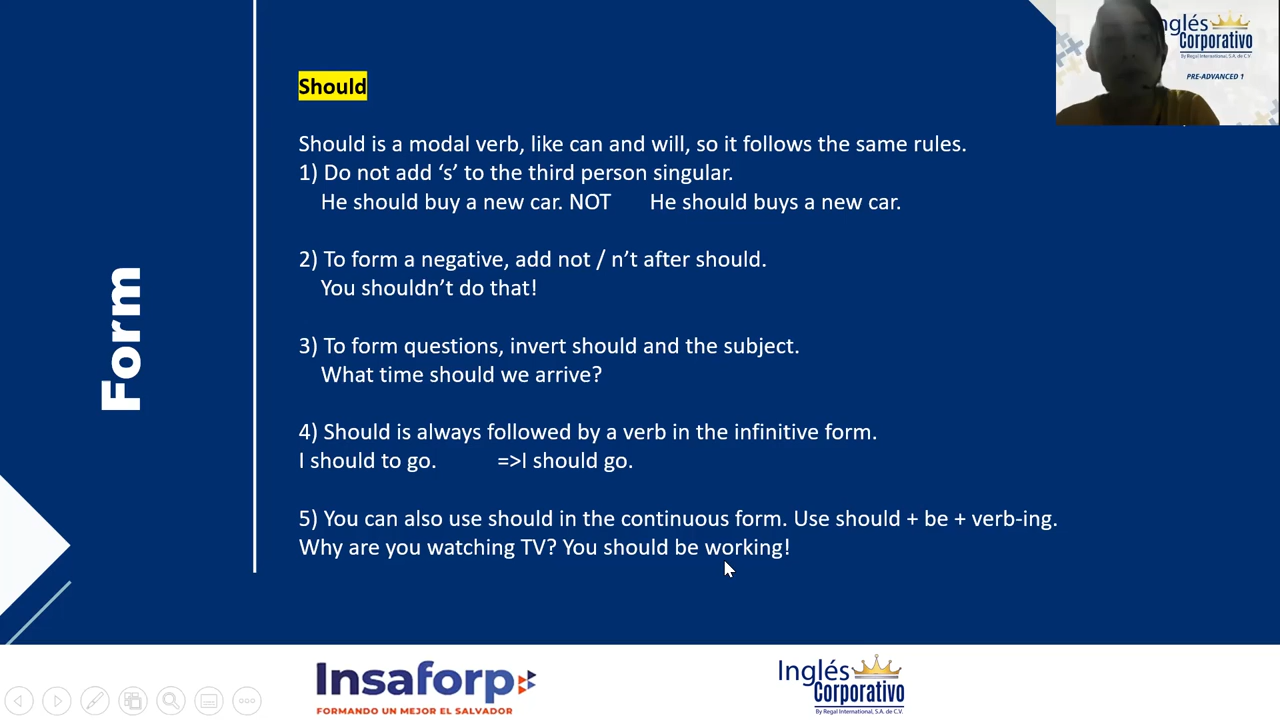 Should
Should is a modal verb, like can and will, so it follows the same rules.
1) Do not add ‘s’ to the third person singular.
He should buy a new car. NOT He should buys a new car.
2) To form a negative, add not / n’t after should.
You shouldn’t do that!
3) To form questions, invert should and the subject.
What time should we arrive?
4) Should is always followed by a verb in the infinitive form.
I should to go. =>I should go.
5) You can also use should in the continuous form. Use should + be + verb-ing.
Why are you watching TV? You should be working!
Form
nglés
Corporativo
By Regal International, S.A. de C.V.
PRE-ADVANCED 1
Insaforp
FORMANDO UN MEJOR EL SALVADOR
Inglés
Corporativo
By Regal International, S.A. de C.V.